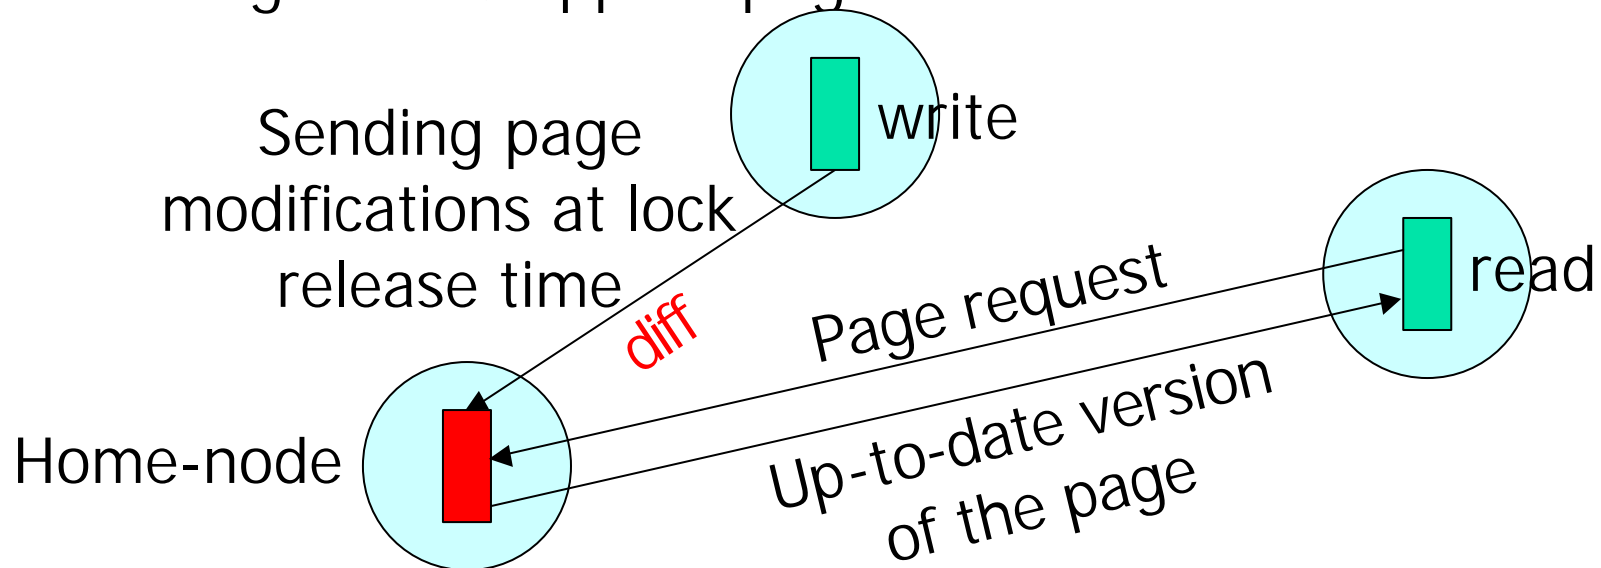 write
Sending page
modifications at lock
release time
read
diff
Page request
Home-node
Up-to-date version
of the page